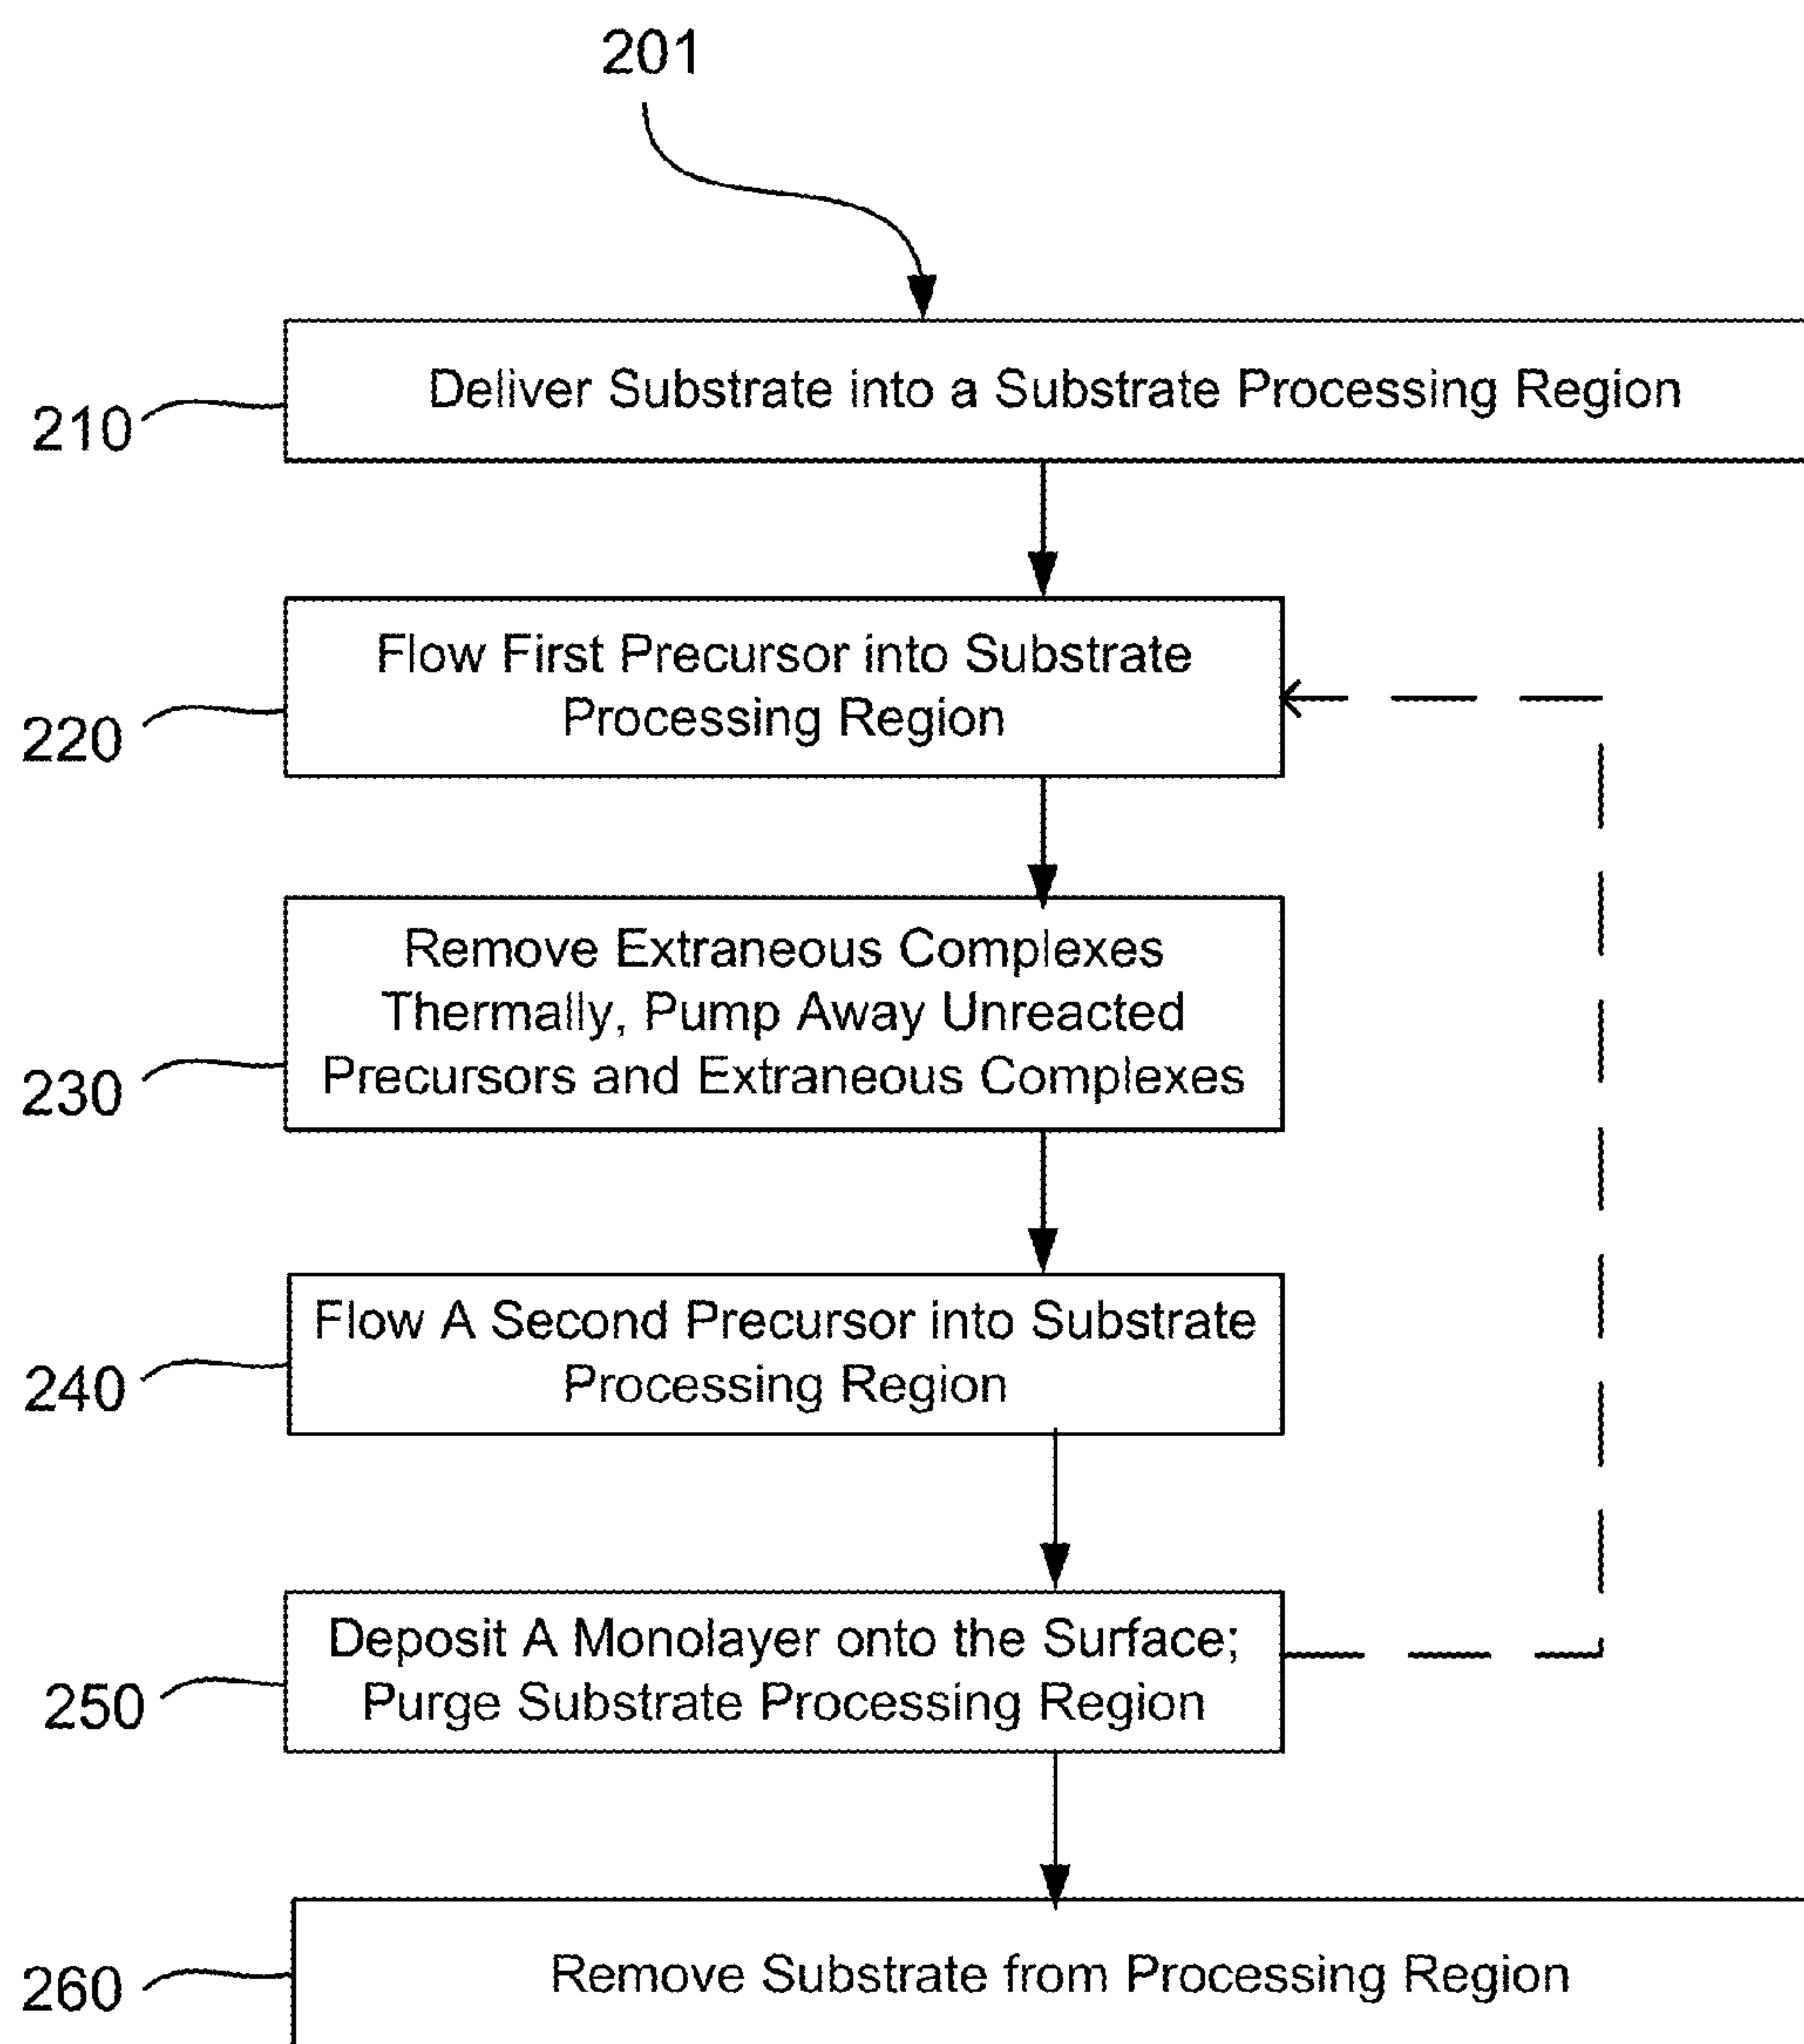 201
210
Deliver Substrate into a Substrate Processing Region
220
Flow First Precursor into Substrate
Processing Region
230
Remove Extraneous Complexes
Thermally, Pump Away Unreacted
Precursors and Extraneous Complexes
240
Flow A Second Precursor into Substrate
Processing Region
250
Deposit A Monolayer onto the Surface;
Purge Substrate Processing Region
260
Remove Substrate from Processing Region